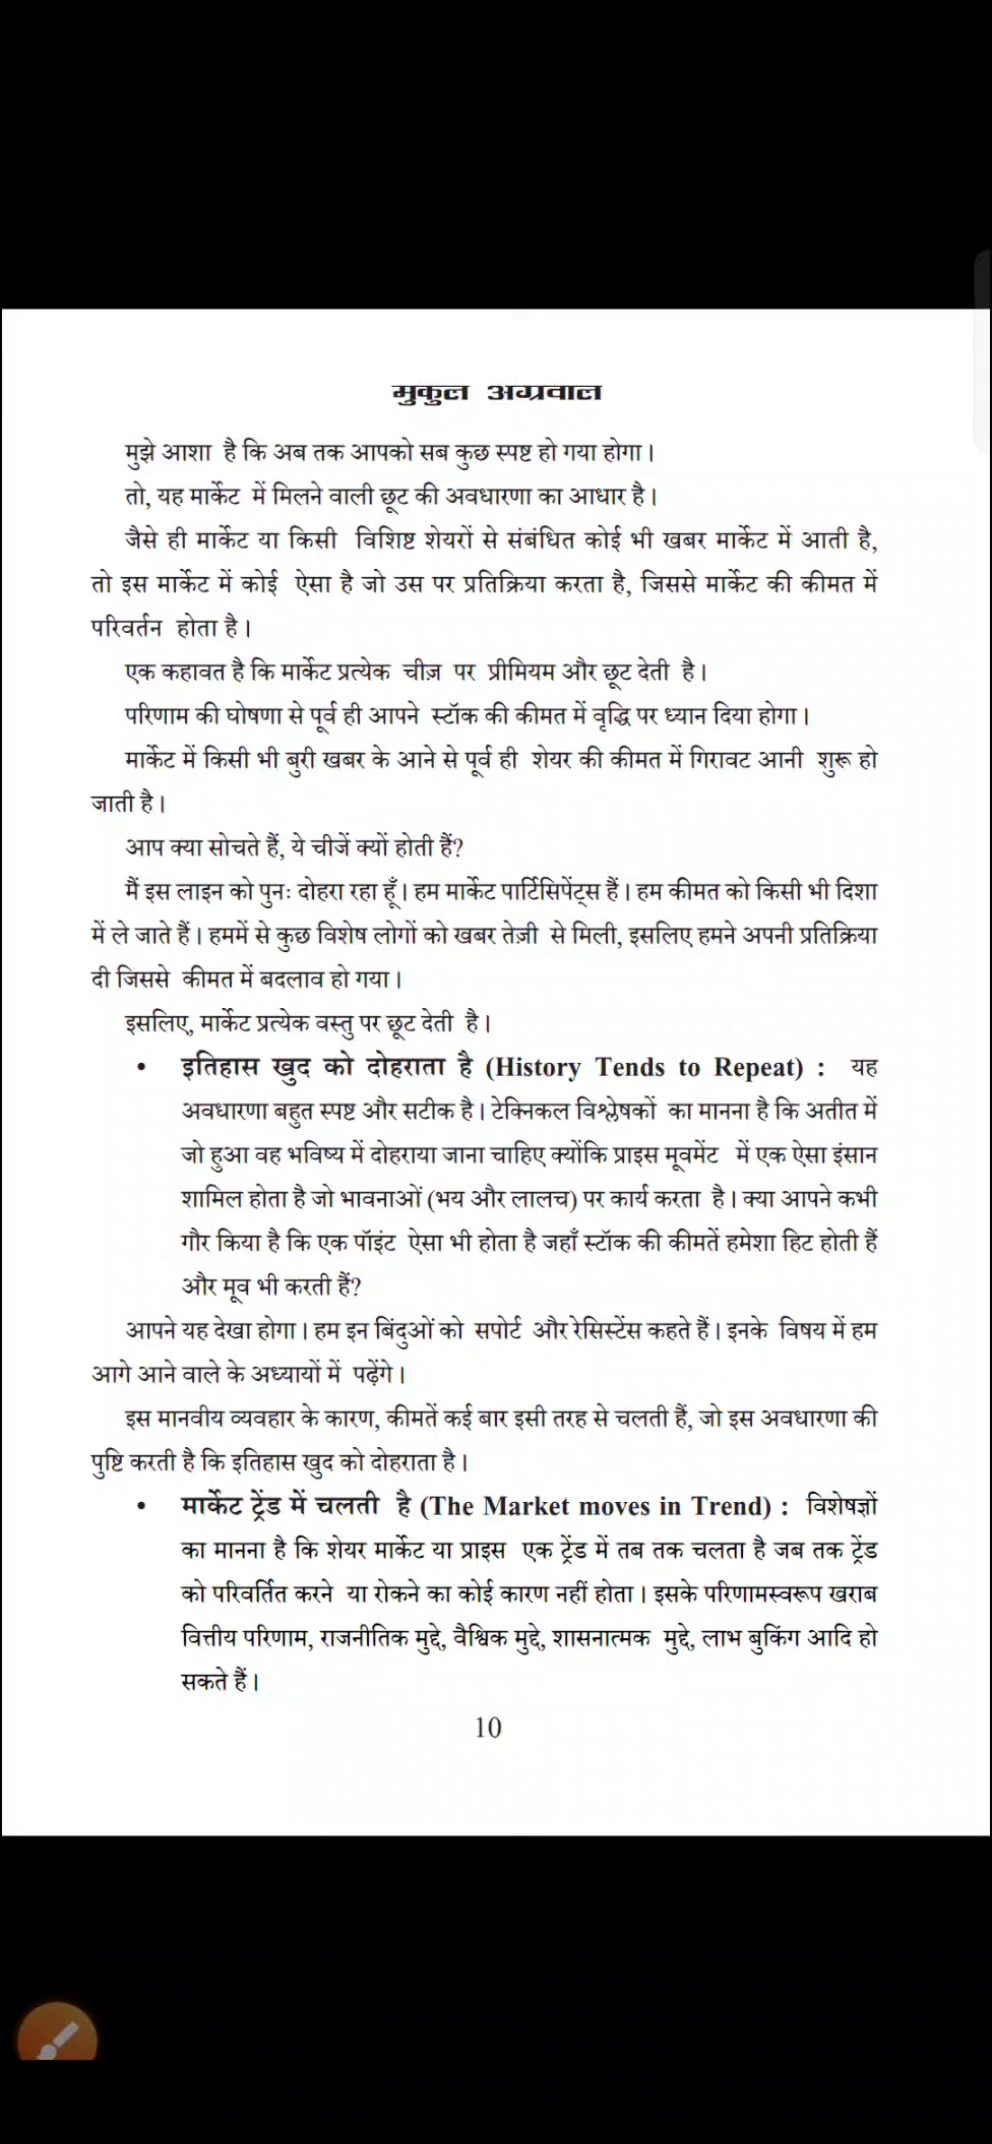 मुकुल अग्रवाल
मुझे आशा है कि अब तक आपको सब कुछ स्पष्ट हो गया होगा।
तो, यह मार्केट में मिलने वाली छूट की अवधारणा का आधार है।
जैसे ही मार्केट या किसी विशिष्ट शेयरों से संबंधित कोई भी खबर मार्केट में आती है,
तो इस मार्केट में कोई ऐसा है जो उस पर प्रतिक्रिया करता है, जिससे मार्केट की कीमत में
परिवर्तन होता है।
एक कहावत है कि मार्केट प्रत्येक चीज़ पर प्रीमियम और छूट देती है।
परिणाम की घोषणा से पूर्व ही आपने स्टॉक की कीमत में वृद्धि पर ध्यान दिया होगा।
मार्केट में किसी भी बुरी खबर के आने से पूर्व ही शेयर की कीमत में गिरावट आनी शुरू हो
जाती है।
आप क्या सोचते हैं, ये चीजें क्यों होती हैं?
मैं इस लाइन को पुनः दोहरा रहा हूँ। हम मार्केट पार्टिसिपेंट्स हैं। हम कीमत को किसी भी दिशा
में ले जाते हैं। हममें से कुछ विशेष लोगों को खबर तेज़ी से मिली, इसलिए हमने अपनी प्रतिक्रिया
दी जिससे कीमत में बदलाव हो गया।
इसलिए, मार्केट प्रत्येक वस्तु पर छूट देती है।
• इतिहास खुद को दोहराता है (History Tends to Repeat) : यह
अवधारणा बहुत स्पष्ट और सटीक है। टेक्निकल विश्लेषकों का मानना है कि अतीत में
जो हुआ वह भविष्य में दोहराया जाना चाहिए क्योंकि प्राइस मूवमेंट में एक ऐसा इंसान
शामिल होता है जो भावनाओं (भय और लालच) पर कार्य करता है। क्या आपने कभी
गौर किया है कि एक पॉइंट ऐसा भी होता है जहाँ स्टॉक की कीमतें हमेशा हिट होती हैं
और मूव भी करती हैं?
आपने यह देखा होगा। हम इन बिंदुओं को सपोर्ट और रेसिस्टेंस कहते हैं। इनके विषय में हम
आगे आने वाले के अध्यायों में पढ़ेंगे।
इस मानवीय व्यवहार के कारण, कीमतें कई बार इसी तरह से चलती हैं, जो इस अवधारणा की
पुष्टि करती है कि इतिहास खुद को दोहराता है।
• मार्केट ट्रेंड में चलती है (The Market moves in Trend) : विशेषज्ञों
का मानना है कि शेयर मार्केट या प्राइस एक ट्रेंड में तब तक चलता है जब तक ट्रेंड
को परिवर्तित करने या रोकने का कोई कारण नहीं होता। इसके परिणामस्वरूप खराब
वित्तीय परिणाम, राजनीतिक मुद्दे, वैश्विक मुद्दे, शासनात्मक मुद्दे, लाभ बुकिंग आदि हो
सकते हैं।
10